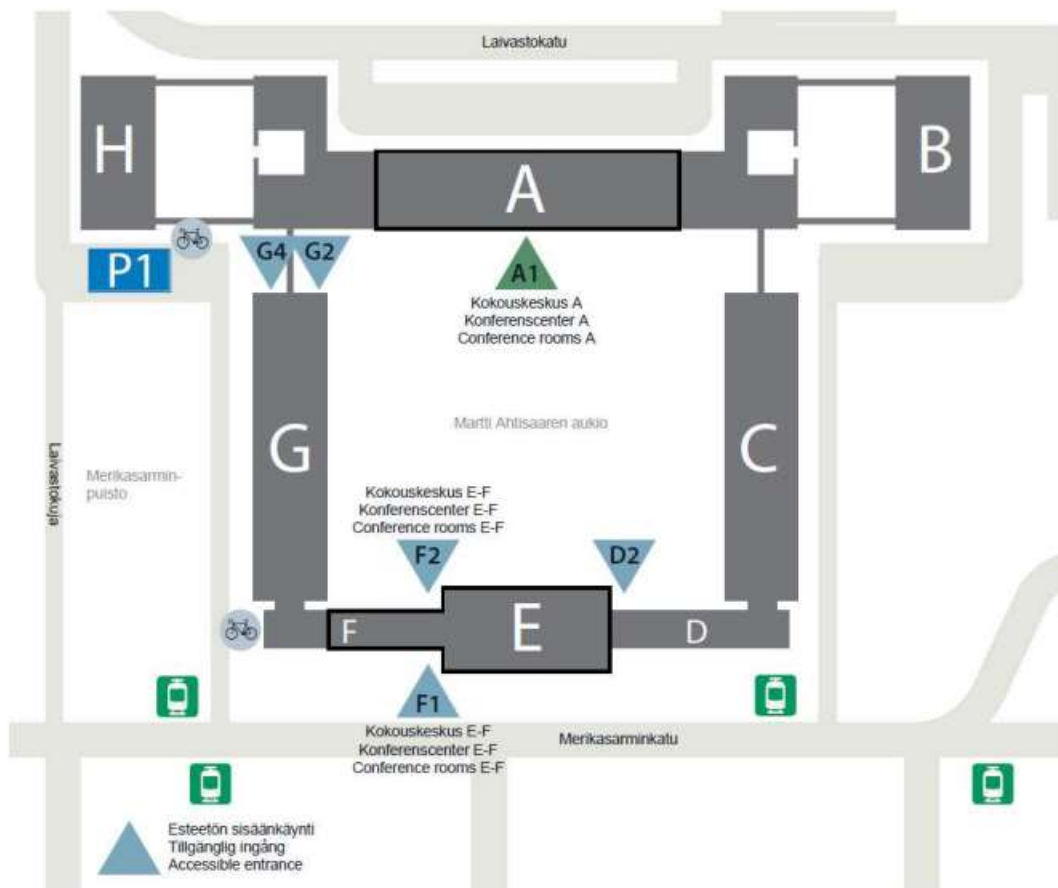 Laivastokatu
H
A
B
P1
G4
G2
A1
Kokouskeskus A
Konferenscenter A
Conference rooms A
G
Martti Ahtisaaren aukio
C
Laivastokuja
Merikasarmin-
puisto
Kokouskeskus E-F
Konferenscenter E-F
Conference rooms E-F
F2
D2
F
E
D
F1
Kokouskeskus E-F
Konferenscenter E-F
Conference rooms E-F
Merikasarminkatu
Esteetön sisäänkäynti
Tillgänglig ingång
Accessible entrance